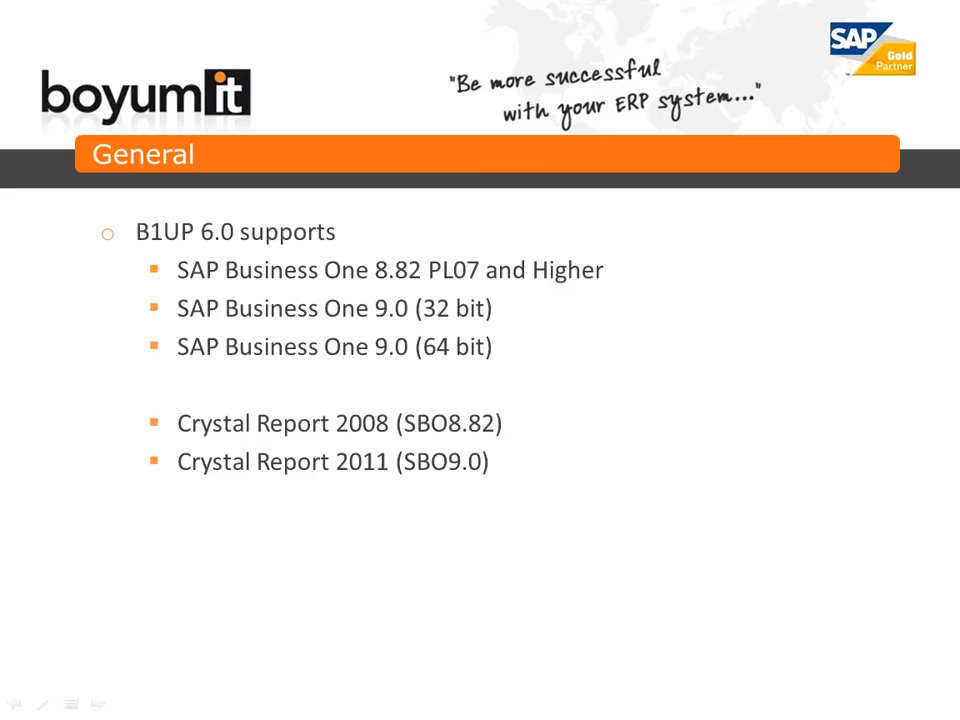 SAP
Gold
Partner
boyumit
"Be more successful
with your ERP system..."
General
B1UP 6.0 supports
SAP Business One 8.82 PL07 and Higher
SAP Business One 9.0 (32 bit)
SAP Business One 9.0 (64 bit)
Crystal Report 2008 (SBO8.82)
Crystal Report 2011 (SBO9.0)